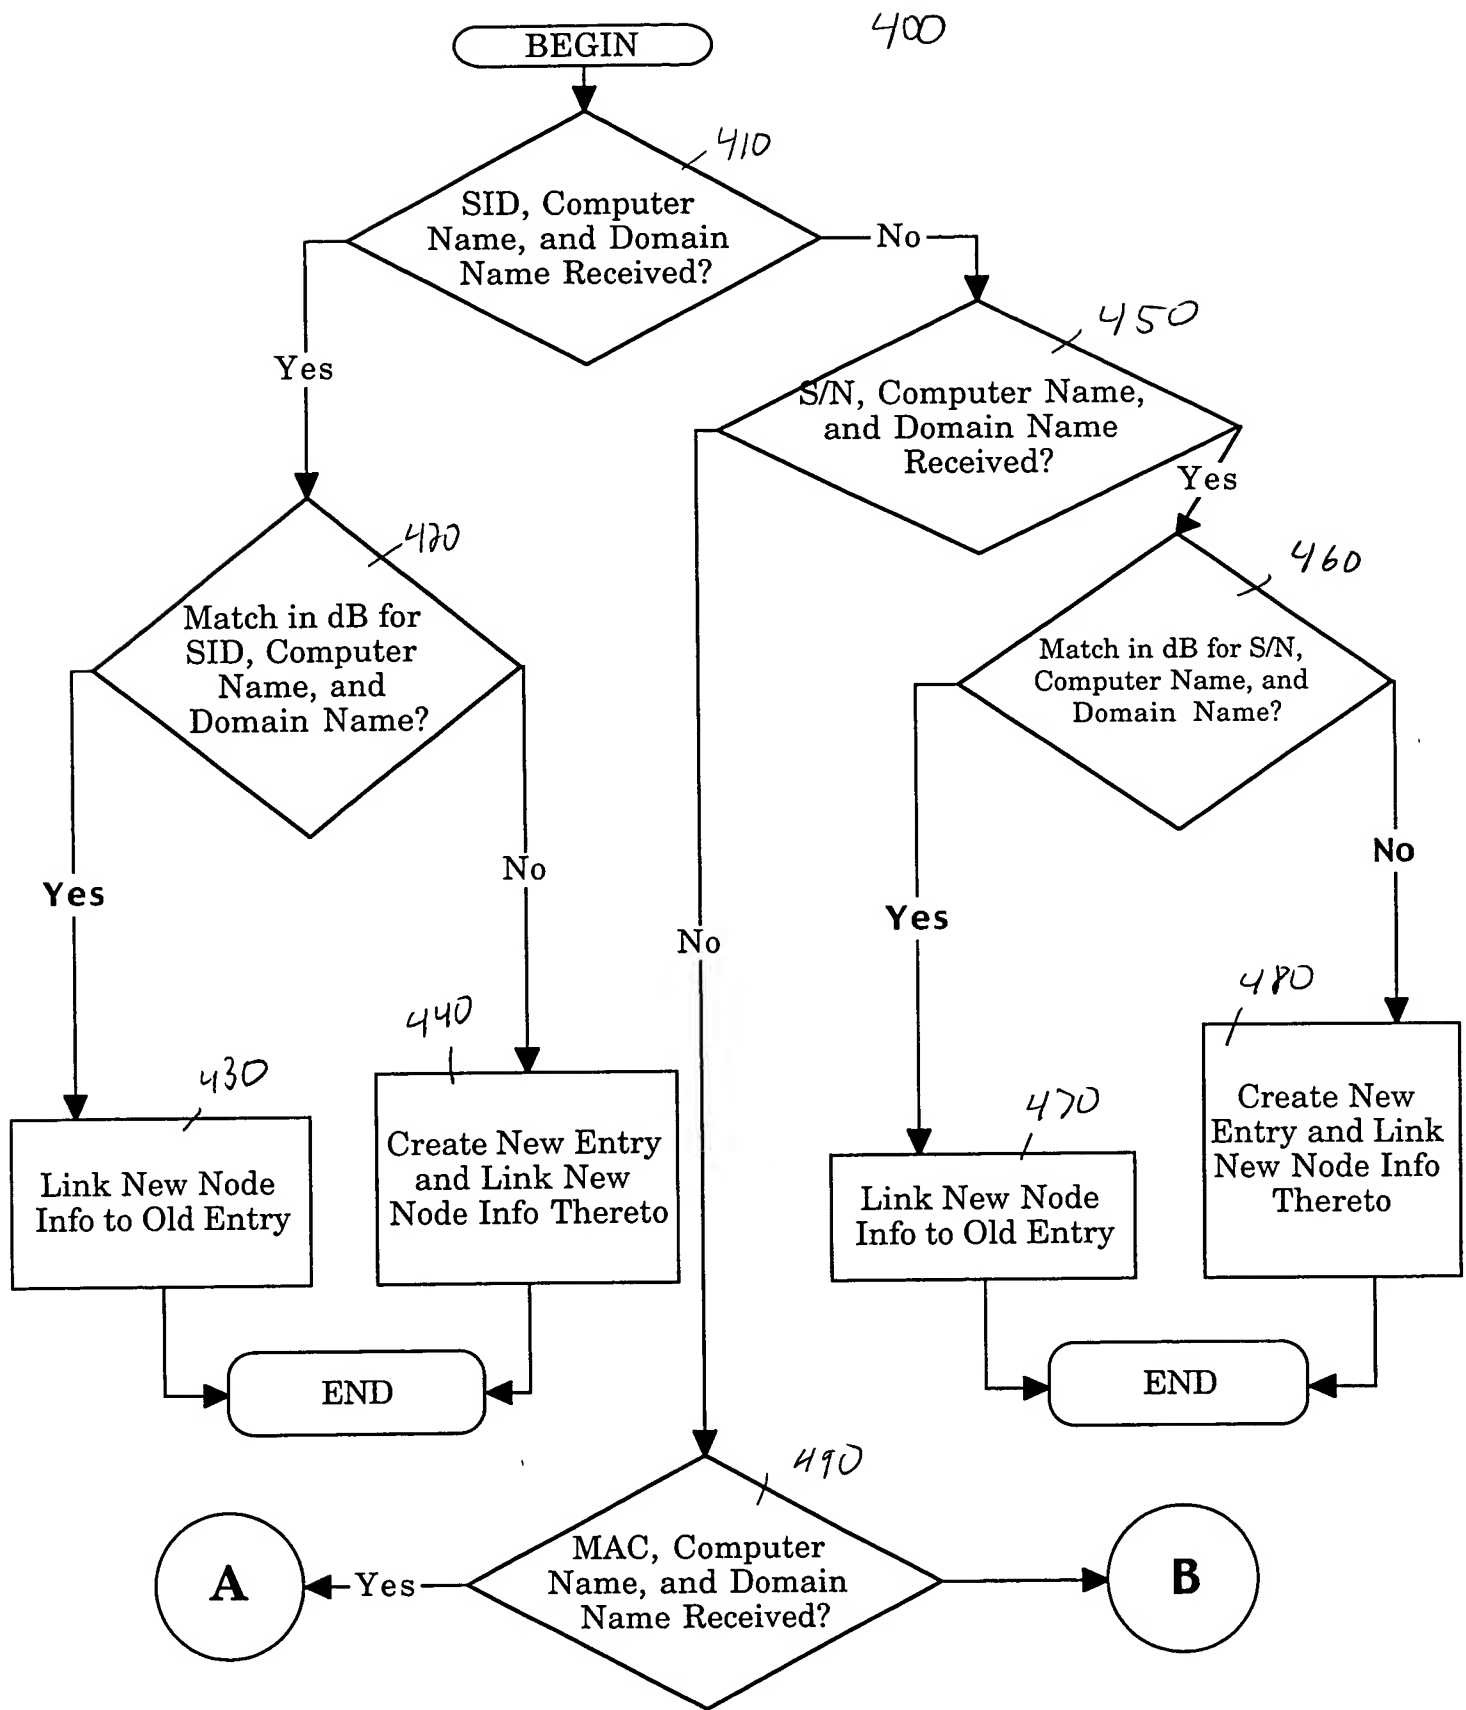 400
BEGIN
410
SID, Computer
Name, and Domain
Name Received?
No
Yes
450
S/N, Computer Name,
and Domain Name
Received?
Yes
No
420
Match in dB for
SID, Computer
Name, and
Domain Name?
Yes
No
460
Match in dB for S/N,
Computer Name, and
Domain Name?
Yes
No
430
Link New Node
Info to Old Entry
440
Create New Entry
and Link New
Node Info Thereto
470
Link New Node
Info to Old Entry
480
Create New
Entry and Link
New Node Info
Thereto
END
END
490
MAC, Computer
Name, and Domain
Name Received?
Yes
A
B